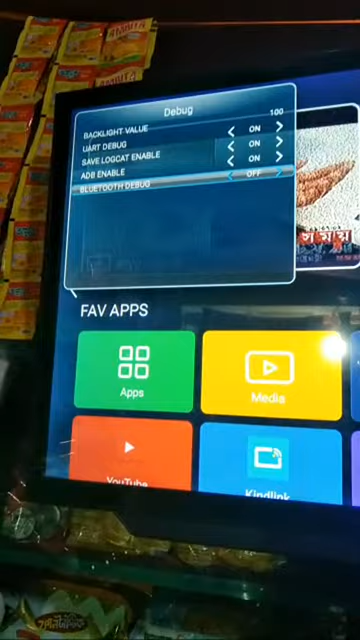 Debug
BACKLIGHT VALUE 100
UART DEBUG ON
SAVE LOGCAT ENABLE ON
ADB ENABLE ON
BLUETOOTH DEBUG OFF
FAV APPS
Apps
Media
YouTube
Kindlink